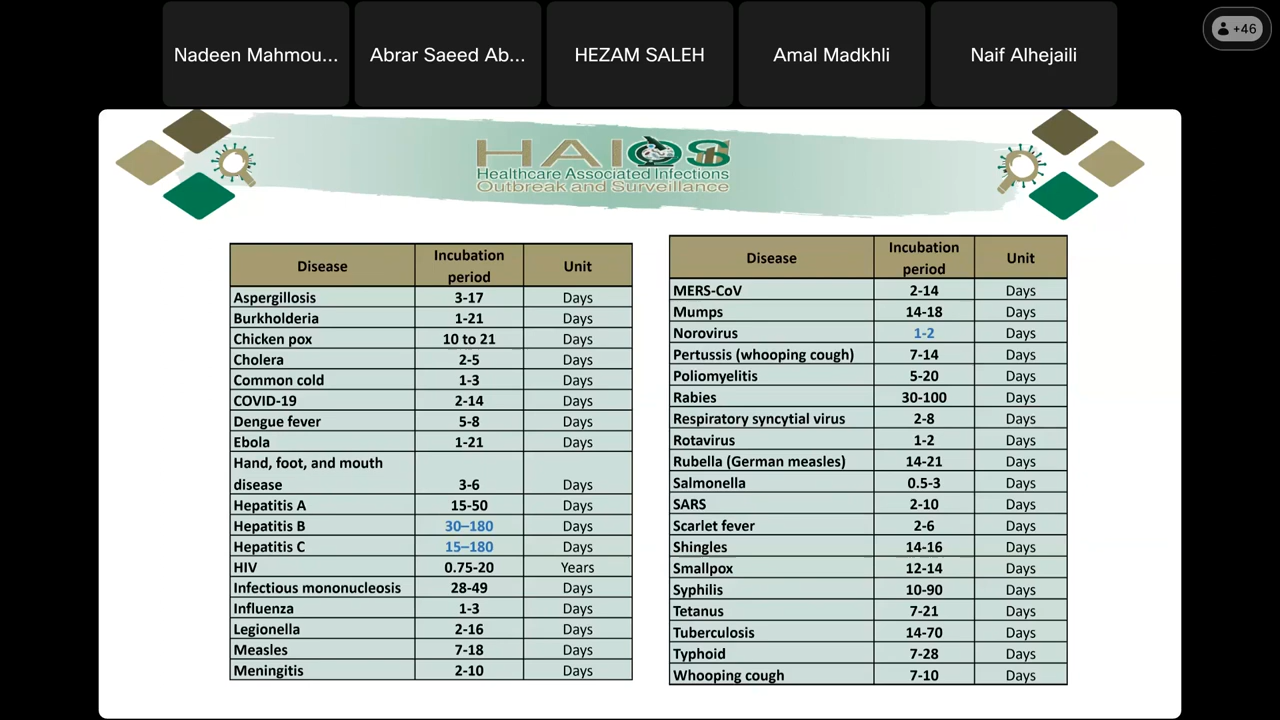 Nadeen Mahmou...
Abrar Saeed Ab...
HEZAM SALEH
Amal Madkhli
Naif Alhejaili
+46
HAIOS
Healthcare Associated Infections
Outbreak and Surveillance
Disease Incubation period Unit
Aspergillosis 3-17 Days
Burkholderia 1-21 Days
Chicken pox 10 to 21 Days
Cholera 2-5 Days
Common cold 1-3 Days
COVID-19 2-14 Days
Dengue fever 5-8 Days
Ebola 1-21 Days
Hand, foot, and mouth
disease 3-6 Days
Hepatitis A 15-50 Days
Hepatitis B 30–180 Days
Hepatitis C 15–180 Days
HIV 0.75-20 Years
Infectious mononucleosis 28-49 Days
Influenza 1-3 Days
Legionella 2-16 Days
Measles 7-18 Days
Meningitis 2-10 Days
Disease Incubation period Unit
MERS-CoV 2-14 Days
Mumps 14-18 Days
Norovirus 1-2 Days
Pertussis (whooping cough) 7-14 Days
Poliomyelitis 5-20 Days
Rabies 30-100 Days
Respiratory syncytial virus 2-8 Days
Rotavirus 1-2 Days
Rubella (German measles) 14-21 Days
Salmonella 0.5-3 Days
SARS 2-10 Days
Scarlet fever 2-6 Days
Shingles 14-16 Days
Smallpox 12-14 Days
Syphilis 10-90 Days
Tetanus 7-21 Days
Tuberculosis 14-70 Days
Typhoid 7-28 Days
Whooping cough 7-10 Days